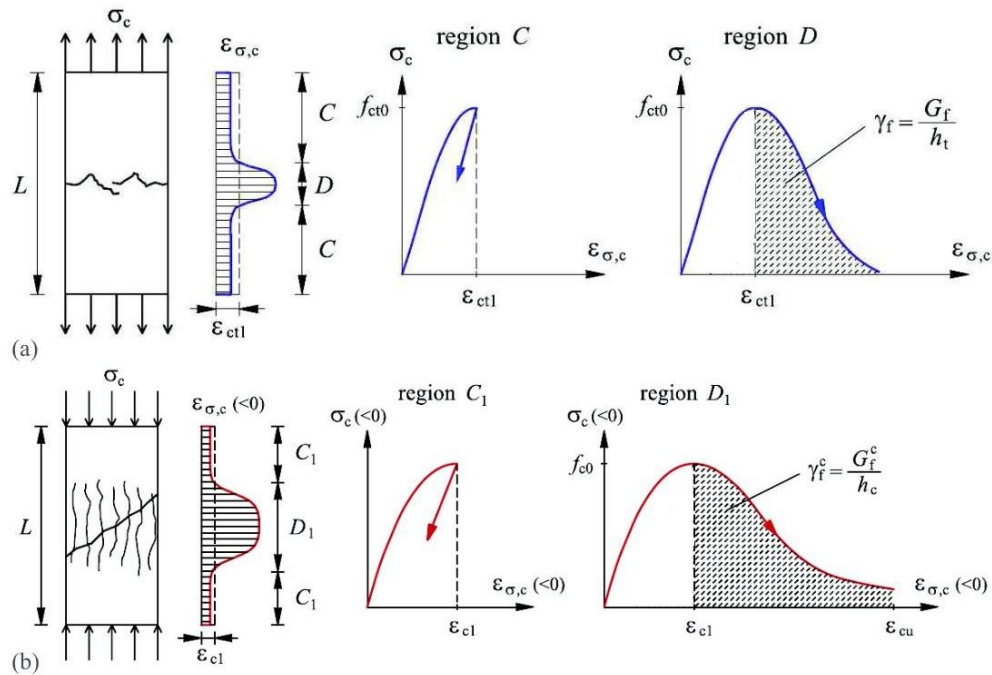 σc
εσ,c
L
C
D
C
εct1
region C
σc
fct0
εσ,c
εct1
region D
σc
fct0
γf = Gf / ht
εσ,c
εct1
(a)
σc
εσ,c (<0)
L
C1
D1
C1
εc1
region C1
σc (<0)
fc0
εσ,c (<0)
εc1
region D1
σc (<0)
fc0
γfc = Gfc / hc
εσ,c (<0)
εc1
εcu
(b)